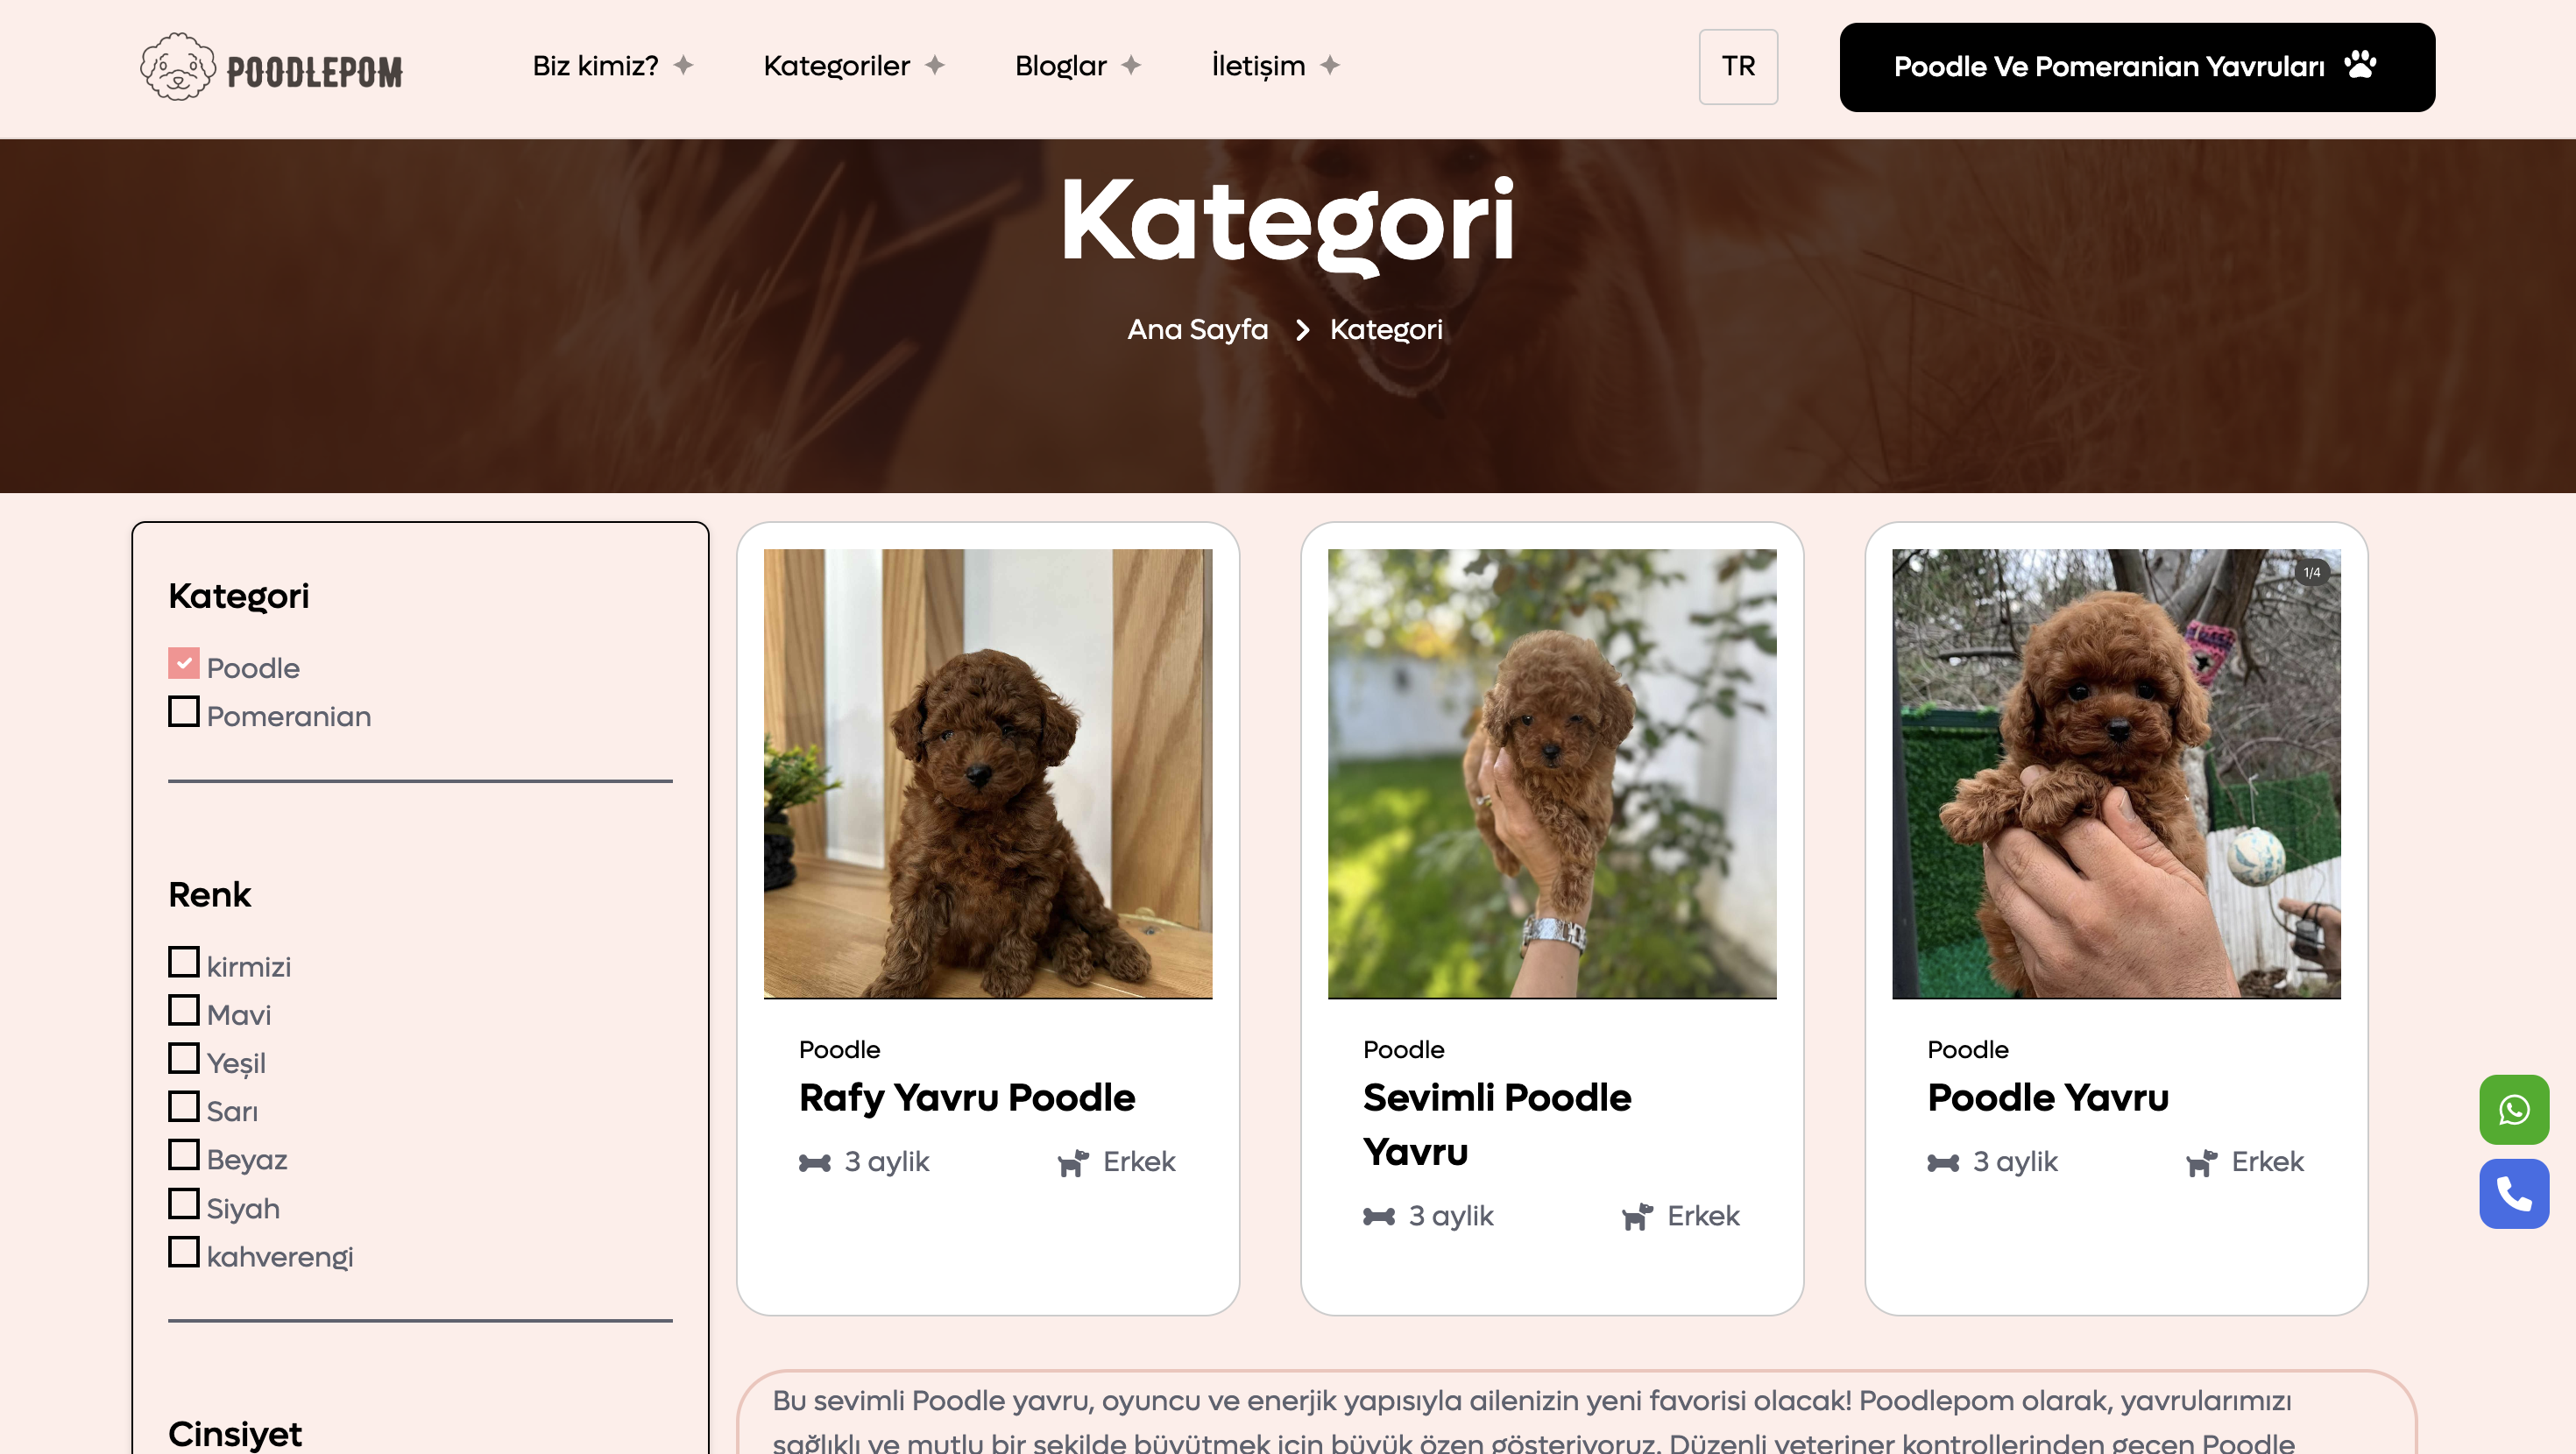 POODLEPOM
Biz kimiz?
Kategoriler
Bloglar
İletişim
TR
Poodle Ve Pomeranian Yavruları
Kategori
Ana Sayfa
Kategori
Kategori
Poodle
Pomeranian
Renk
kirmizi
Mavi
Yeşil
Sarı
Beyaz
Siyah
kahverengi
Cinsiyet
Poodle
Rafy Yavru Poodle
3 aylik
Erkek
Poodle
Sevimli Poodle
Yavru
3 aylik
Erkek
1/4
Poodle
Poodle Yavru
3 aylik
Erkek
Bu sevimli Poodle yavru, oyuncu ve enerjik yapısıyla ailenizin yeni favorisi olacak! Poodlepom olarak, yavrularımızı
sağlıklı ve mutlu bir şekilde büyütmek için büyük özen gösteriyoruz. Düzenli veteriner kontrollerinden geçen Poodle